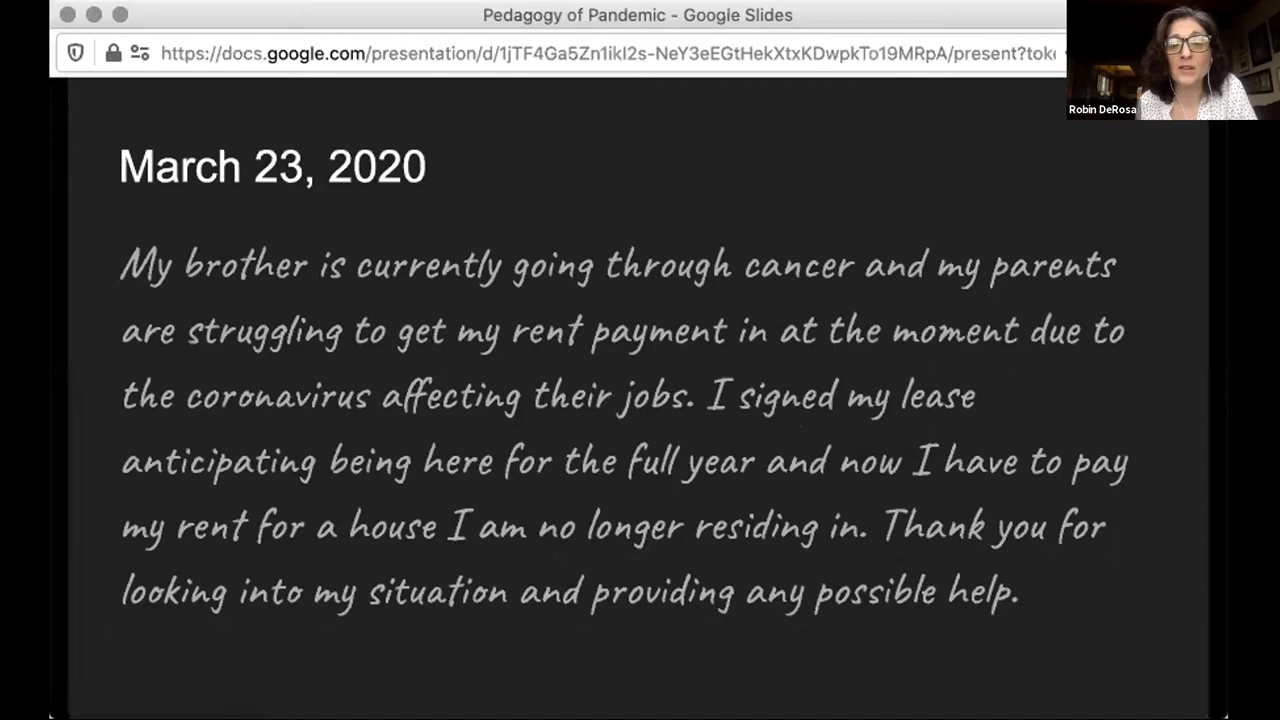 Pedagogy of Pandemic - Google Slides
https://docs.google.com/presentation/d/1jTF4Ga5Zn1ikI2s-NeY3eEGtHekXtxKDwpkTo19MRpA/present?toke
Robin DeRosa
March 23, 2020
My brother is currently going through cancer and my parents
are struggling to get my rent payment in at the moment due to
the coronavirus affecting their jobs. I signed my lease
anticipating being here for the full year and now I have to pay
my rent for a house I am no longer residing in. Thank you for
looking into my situation and providing any possible help.